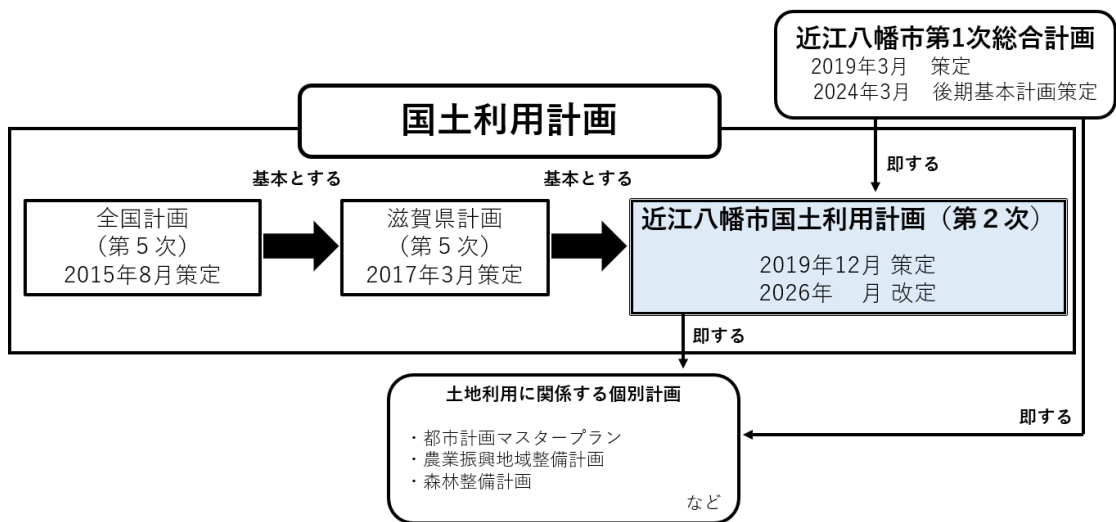 近江八幡市第1次総合計画
2019年3月　策定
2024年3月　後期基本計画策定
国土利用計画
即する
基本とする
基本とする
全国計画
（第５次）
2015年8月策定
滋賀県計画
（第５次）
2017年3月策定
近江八幡市国土利用計画（第２次）
2019年12月 策定
2026年　月 改定
即する
土地利用に関係する個別計画
・都市計画マスタープラン
・農業振興地域整備計画
・森林整備計画
など
即する